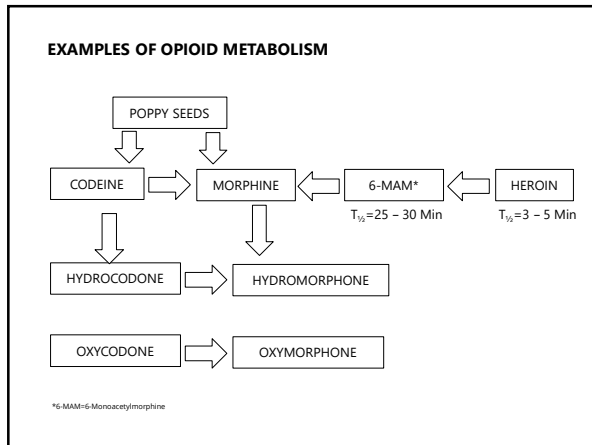 EXAMPLES OF OPIOID METABOLISM
POPPY SEEDS
CODEINE
MORPHINE
6-MAM*
HEROIN
T½=25 – 30 Min
T½=3 – 5 Min
HYDROCODONE
HYDROMORPHONE
OXYCODONE
OXYMORPHONE
*6-MAM=6-Monoacetylmorphine